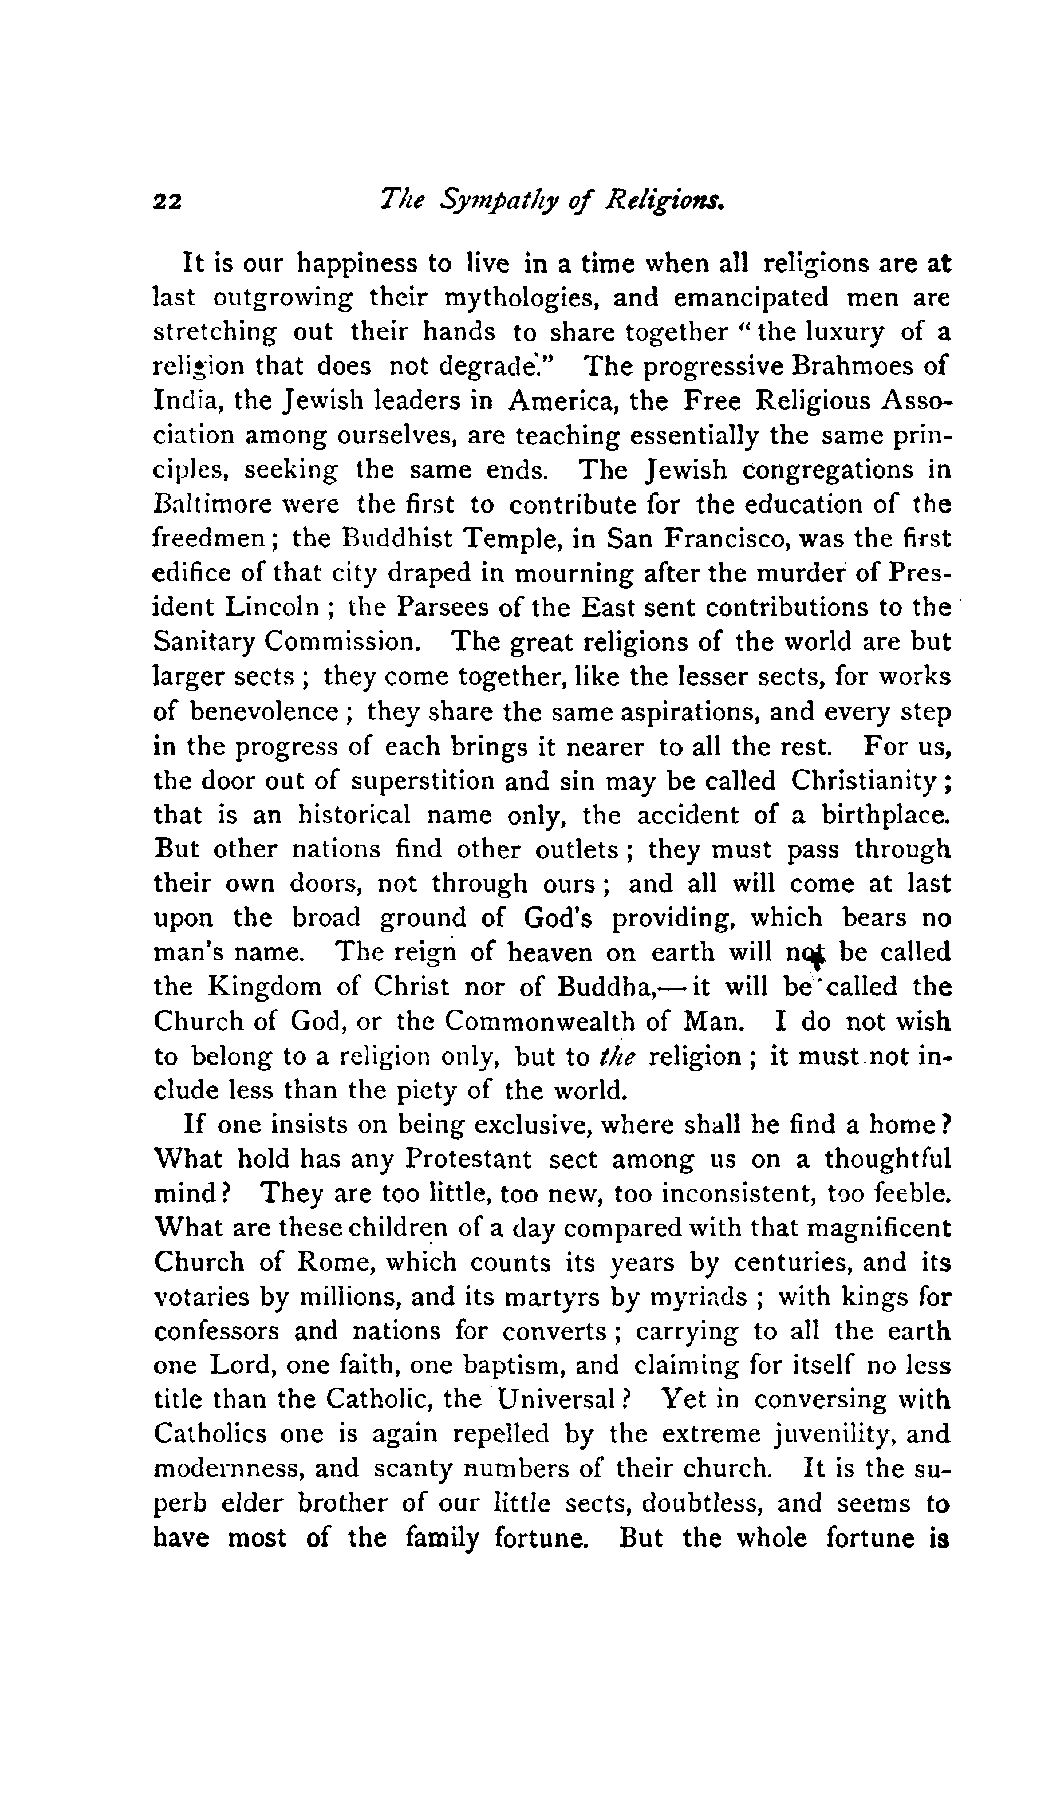 22 The Sympathy of Religions.
It is our happiness to live in a time when all religions are at
last outgrowing their mythologies, and emancipated men are
stretching out their hands to share together "the luxury of a
religion that does not degrade." The progressive Brahmoes of
India, the Jewish leaders in America, the Free Religious Asso-
ciation among ourselves, are teaching essentially the same prin-
ciples, seeking the same ends. The Jewish congregations in
Baltimore were the first to contribute for the education of the
freedmen; the Buddhist Temple, in San Francisco, was the first
edifice of that city draped in mourning after the murder of Pres-
ident Lincoln; the Parsees of the East sent contributions to the
Sanitary Commission. The great religions of the world are but
larger sects; they come together, like the lesser sects, for works
of benevolence; they share the same aspirations, and every step
in the progress of each brings it nearer to all the rest. For us,
the door out of superstition and sin may be called Christianity;
that is an historical name only, the accident of a birthplace.
But other nations find other outlets; they must pass through
their own doors, not through ours; and all will come at last
upon the broad ground of God's providing, which bears no
man's name. The reign of heaven on earth will not be called
the Kingdom of Christ nor of Buddha,—it will be called the
Church of God, or the Commonwealth of Man. I do not wish
to belong to a religion only, but to the religion; it must not in-
clude less than the piety of the world.
If one insists on being exclusive, where shall he find a home?
What hold has any Protestant sect among us on a thoughtful
mind? They are too little, too new, too inconsistent, too feeble.
What are these children of a day compared with that magnificent
Church of Rome, which counts its years by centuries, and its
votaries by millions, and its martyrs by myriads; with kings for
confessors and nations for converts; carrying to all the earth
one Lord, one faith, one baptism, and claiming for itself no less
title than the Catholic, the Universal? Yet in conversing with
Catholics one is again repelled by the extreme juvenility, and
modernness, and scanty numbers of their church. It is the su-
perb elder brother of our little sects, doubtless, and seems to
have most of the family fortune. But the whole fortune is